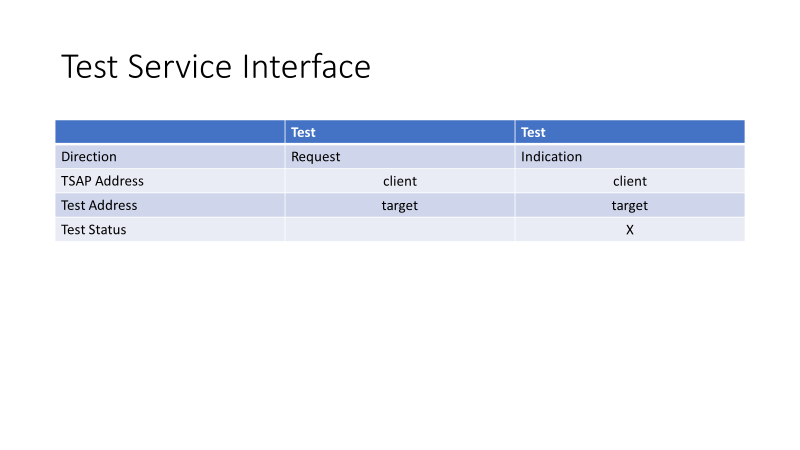 Test Service Interface
Test Test
Direction Request Indication
TSAP Address client client
Test Address target target
Test Status X